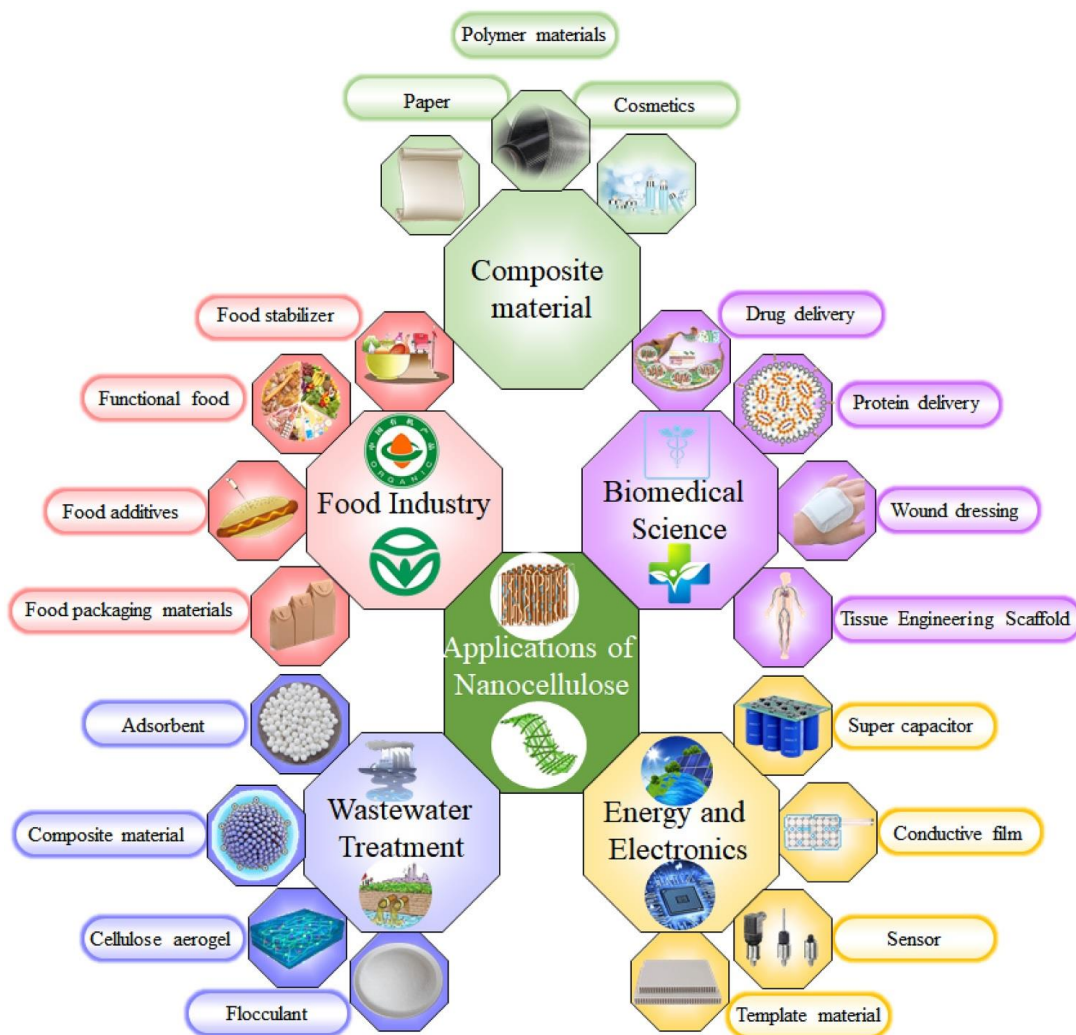 Polymer materials
Paper
Cosmetics
Composite
material
Food stabilizer
Drug delivery
Functional food
Protein delivery
ORGANIC
Food Industry
Biomedical
Science
Food additives
Wound dressing
Food packaging materials
Tissue Engineering Scaffold
Applications of
Nanocellulose
Adsorbent
Super capacitor
Wastewater
Treatment
Energy and
Electronics
Composite material
Conductive film
Cellulose aerogel
Sensor
Flocculant
Template material